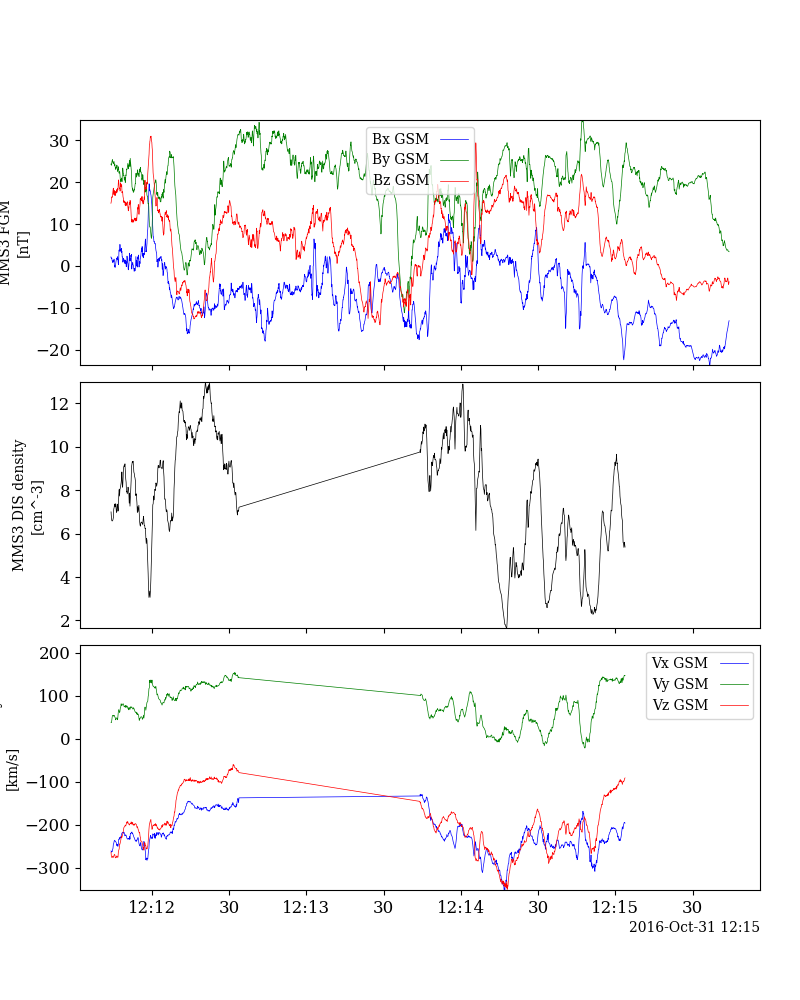 30
20
10
0
−10
−20
MMS3 FGM
[nT]
Bx GSM
By GSM
Bz GSM
12
10
8
6
4
2
MMS3 DIS density
[cm^-3]
200
100
0
−100
−200
−300
[km/s]
Vx GSM
Vy GSM
Vz GSM
12:12 30 12:13 30 12:14 30 12:15 30
2016-Oct-31 12:15